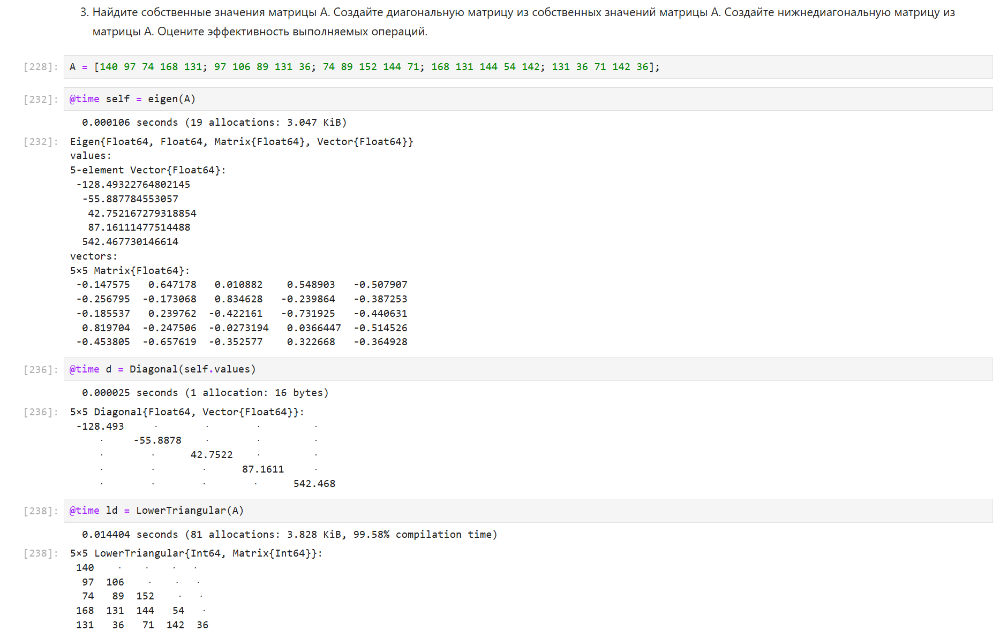 3. Найдите собственные значения матрицы A. Создайте диагональную матрицу из собственных значений матрицы A. Создайте нижнедиагональную матрицу из
матрицы A. Оцените эффективность выполняемых операций.
[228]: A = [140 97 74 168 131; 97 106 89 131 36; 74 89 152 144 71; 168 131 144 54 142; 131 36 71 142 36];
[232]: @time self = eigen(A)
0.000106 seconds (19 allocations: 3.047 KiB)
[232]: Eigen{Float64, Float64, Matrix{Float64}, Vector{Float64}}
values:
5-element Vector{Float64}:
-128.49322764802145
-55.887784553057
42.752167279318854
87.16111477514488
542.467730146614
vectors:
5×5 Matrix{Float64}:
-0.147575 0.647178 0.010882 0.548903 -0.507907
-0.256795 -0.173068 0.834628 -0.239864 -0.387253
-0.185537 0.239762 -0.422161 -0.731925 -0.440631
0.819704 -0.247506 -0.0273194 0.0366447 -0.514526
-0.453805 -0.657619 -0.352577 0.322668 -0.364928
[236]: @time d = Diagonal(self.values)
0.000025 seconds (1 allocation: 16 bytes)
[236]: 5×5 Diagonal{Float64, Vector{Float64}}:
-128.493 · · · ·
· -55.8878 · · ·
· · 42.7522 · ·
· · · 87.1611 ·
· · · · 542.468
[238]: @time ld = LowerTriangular(A)
0.014404 seconds (81 allocations: 3.828 KiB, 99.58% compilation time)
[238]: 5×5 LowerTriangular{Int64, Matrix{Int64}}:
140 · · · ·
97 106 · · ·
74 89 152 · ·
168 131 144 54 ·
131 36 71 142 36